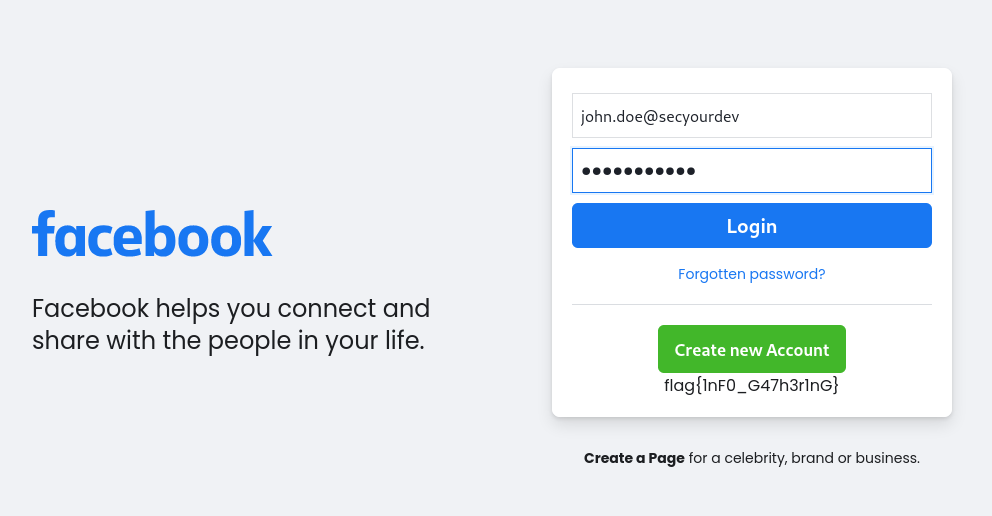 facebook
Facebook helps you connect and
share with the people in your life.
john.doe@secyourdev
●●●●●●●●●●●
Login
Forgotten password?
Create new Account
flag{1nF0_G47h3r1nG}
Create a Page for a celebrity, brand or business.